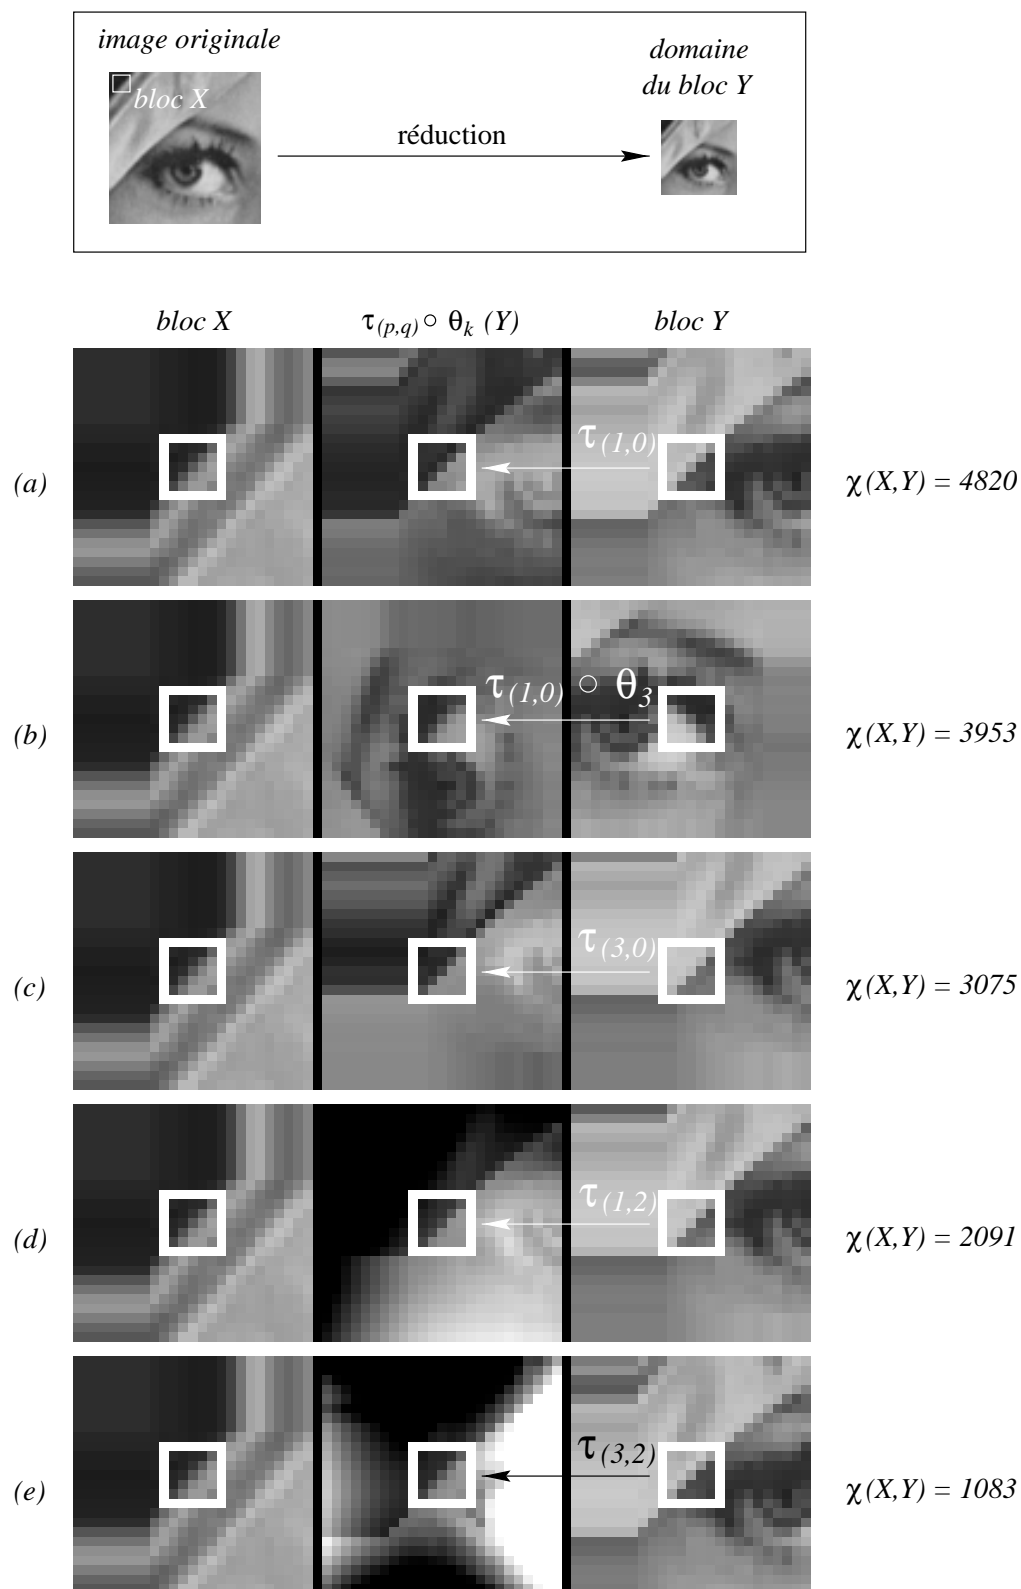 image originale
domaine
du bloc Y
bloc X
réduction
bloc X τ(p,q) ○ θk (Y) bloc Y
(a) τ(1,0) χ(X,Y) = 4820
(b) τ(1,0) ○ θ3 χ(X,Y) = 3953
(c) τ(3,0) χ(X,Y) = 3075
(d) τ(1,2) χ(X,Y) = 2091
(e) τ(3,2) χ(X,Y) = 1083